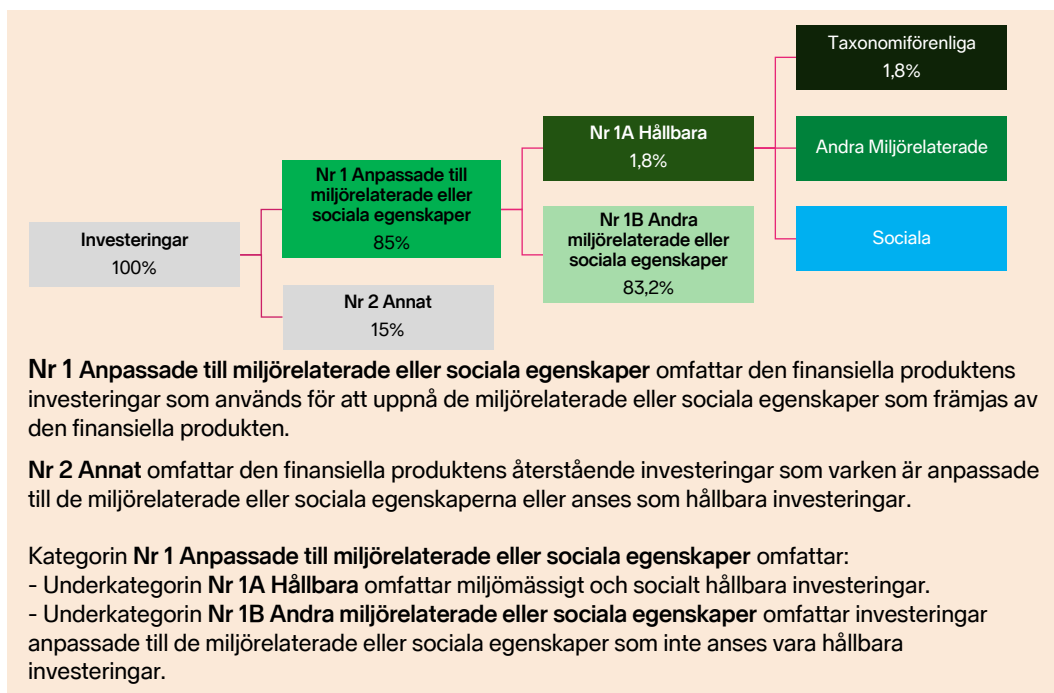 Investeringar
100%
Nr 1 Anpassade till
miljörelaterade eller
sociala egenskaper
85%
Nr 2 Annat
15%
Nr 1A Hållbara
1,8%
Nr 1B Andra
miljörelaterade eller
sociala egenskaper
83,2%
Taxonomiförenliga
1,8%
Andra Miljörelaterade
Sociala
Nr 1 Anpassade till miljörelaterade eller sociala egenskaper omfattar den finansiella produktens
investeringar som används för att uppnå de miljörelaterade eller sociala egenskaper som främjas av
den finansiella produkten.
Nr 2 Annat omfattar den finansiella produktens återstående investeringar som varken är anpassade
till de miljörelaterade eller sociala egenskaperna eller anses som hållbara investeringar.
Kategorin Nr 1 Anpassade till miljörelaterade eller sociala egenskaper omfattar:
- Underkategorin Nr 1A Hållbara omfattar miljömässigt och socialt hållbara investeringar.
- Underkategorin Nr 1B Andra miljörelaterade eller sociala egenskaper omfattar investeringar
anpassade till de miljörelaterade eller sociala egenskaper som inte anses vara hållbara
investeringar.